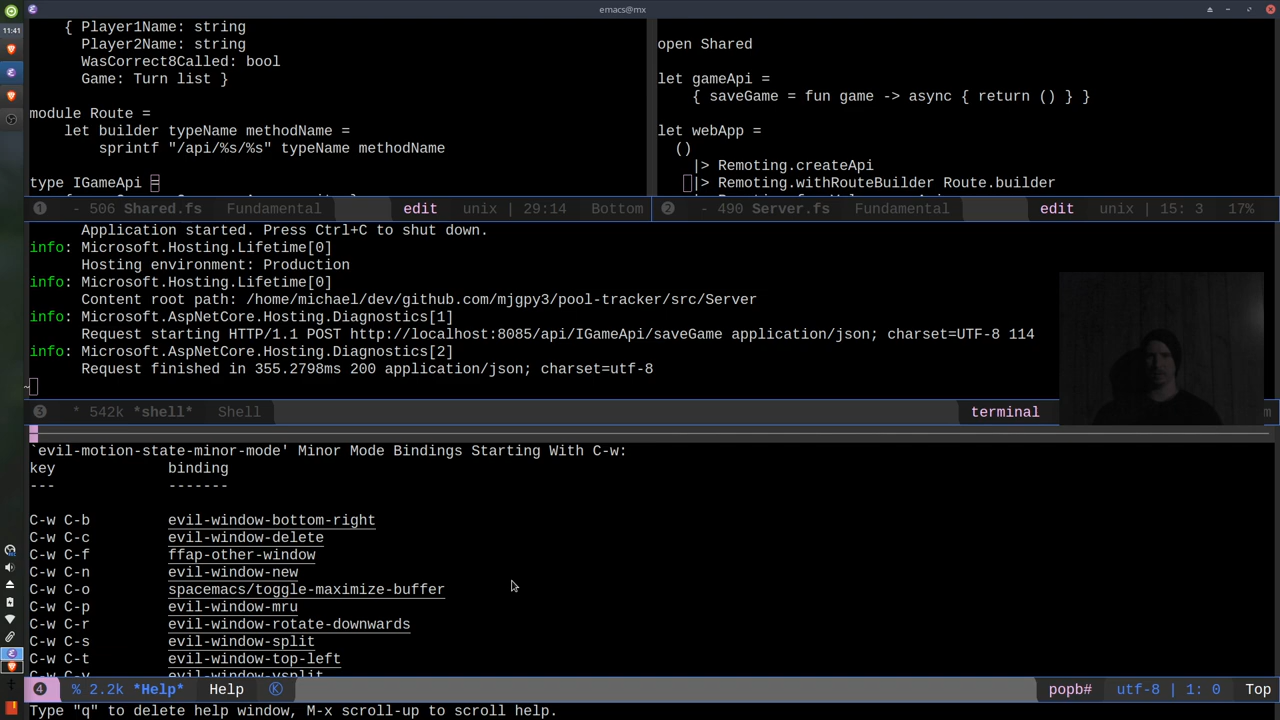 emacs@mx
11:41
{ Player1Name: string
Player2Name: string
WasCorrect8Called: bool
Game: Turn list }
module Route =
let builder typeName methodName =
sprintf "/api/%s/%s" typeName methodName
type IGameApi =
1 - 506 Shared.fs Fundamental edit unix | 29:14 Bottom
open Shared
let gameApi =
{ saveGame = fun game -> async { return () } }
let webApp =
()
|> Remoting.createApi
|> Remoting.withRouteBuilder Route.builder
2 - 490 Server.fs Fundamental edit unix | 15: 3 17%
Application started. Press Ctrl+C to shut down.
info: Microsoft.Hosting.Lifetime[0]
Hosting environment: Production
info: Microsoft.Hosting.Lifetime[0]
Content root path: /home/michael/dev/github.com/mjgpy3/pool-tracker/src/Server
info: Microsoft.AspNetCore.Hosting.Diagnostics[1]
Request starting HTTP/1.1 POST http://localhost:8085/api/IGameApi/saveGame application/json; charset=UTF-8 114
info: Microsoft.AspNetCore.Hosting.Diagnostics[2]
Request finished in 355.2798ms 200 application/json; charset=utf-8
~
3 * 542k *shell* Shell terminal
`evil-motion-state-minor-mode' Minor Mode Bindings Starting With C-w:
key binding
--- -------
C-w C-b evil-window-bottom-right
C-w C-c evil-window-delete
C-w C-f ffap-other-window
C-w C-n evil-window-new
C-w C-o spacemacs/toggle-maximize-buffer
C-w C-p evil-window-mru
C-w C-r evil-window-rotate-downwards
C-w C-s evil-window-split
C-w C-t evil-window-top-left
C-w C-v evil-window-vsplit
4 % 2.2k *Help* Help K popb# utf-8 | 1: 0 Top
Type "q" to delete help window, M-x scroll-up to scroll help.